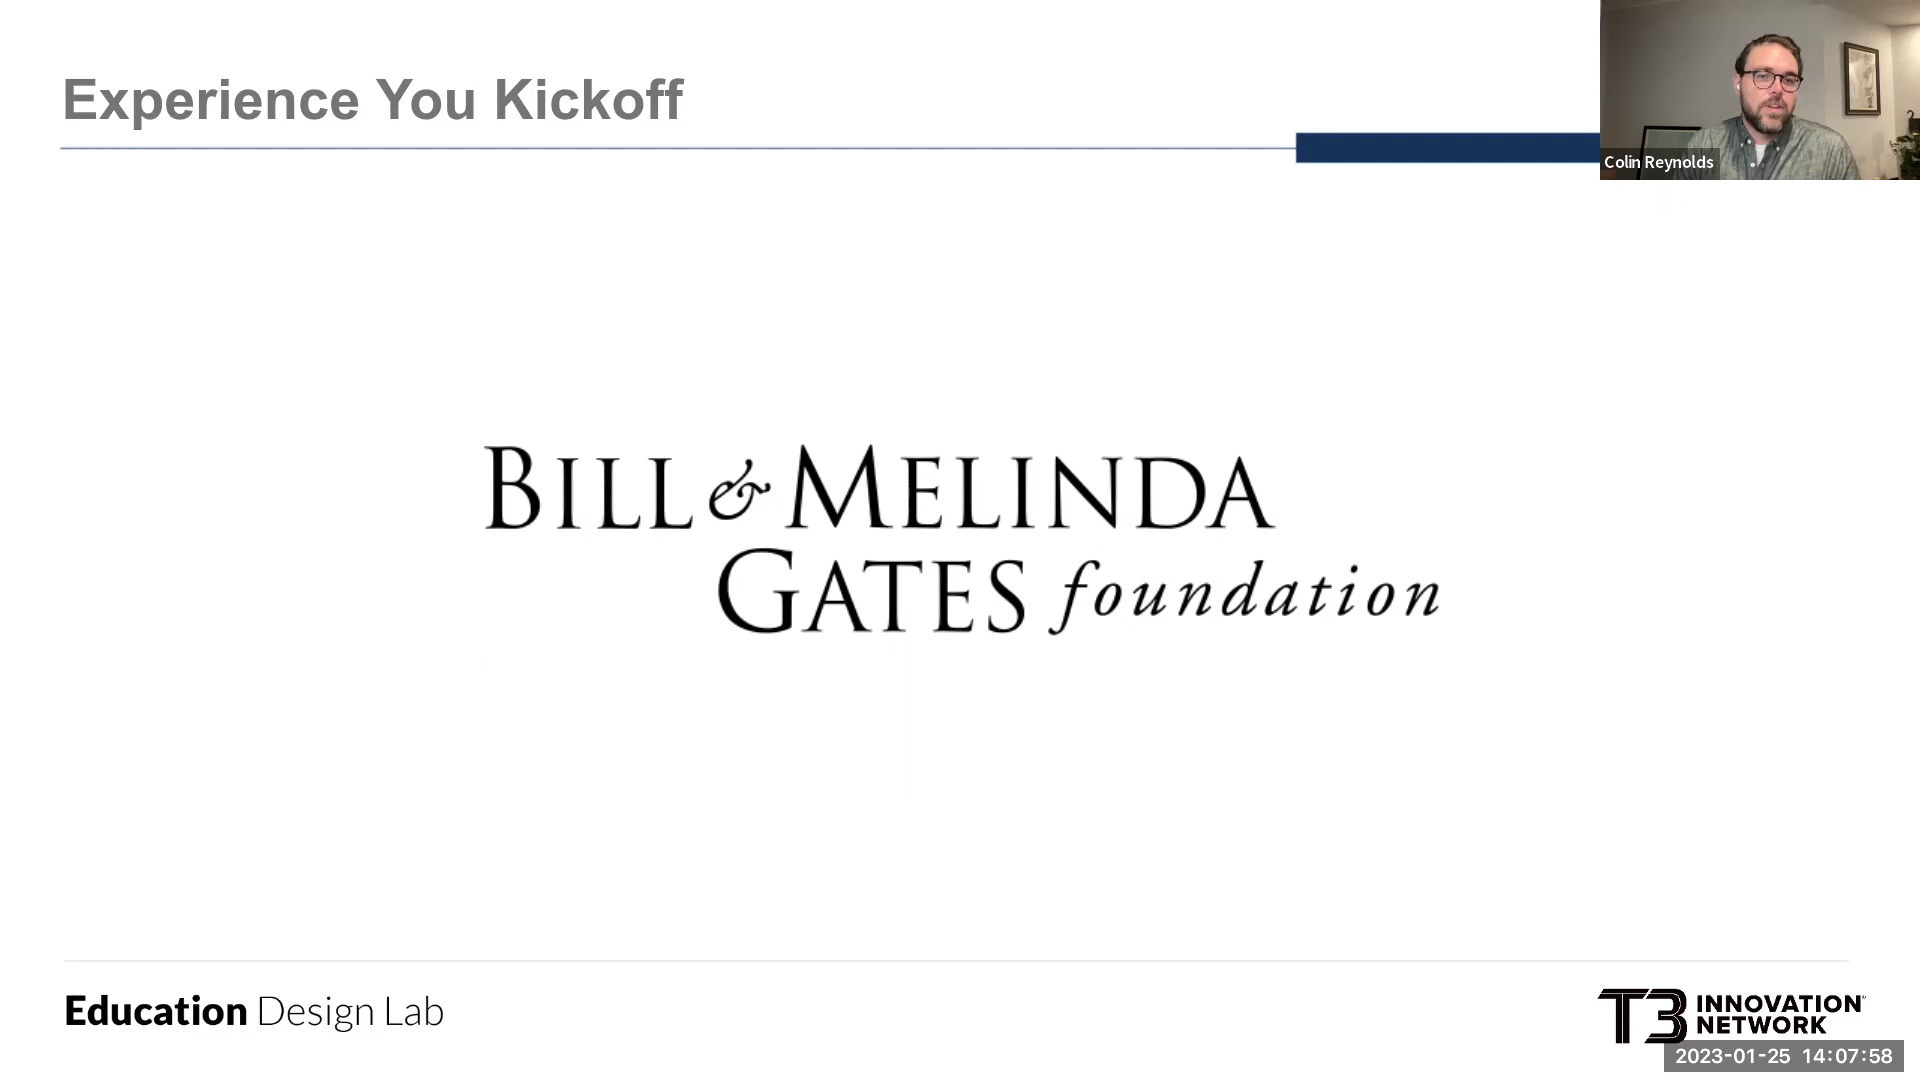 Experience You Kickoff
Colin Reynolds
BILL & MELINDA
GATES foundation
Education Design Lab
T3 INNOVATION
NETWORK
2023-01-25 14:07:58